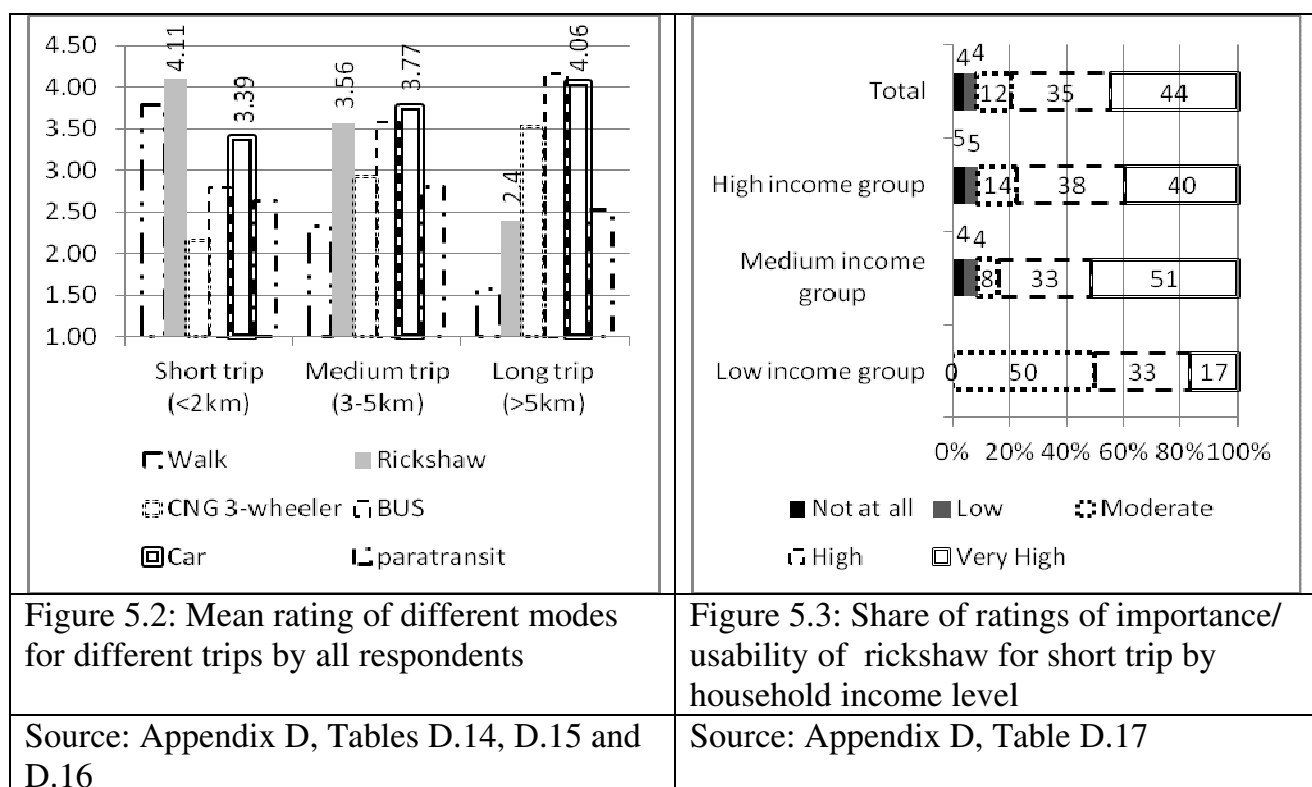 4.50
4.00
3.50
3.00
2.50
2.00
1.50
1.00
4.11
3.39
3.56
3.77
2.4
4.06
Short trip (<2km)
Medium trip (3-5km)
Long trip (>5km)
Walk
Rickshaw
CNG 3-wheeler
BUS
Car
paratransit
Figure 5.2: Mean rating of different modes
for different trips by all respondents
Source: Appendix D, Tables D.14, D.15 and
D.16
4 4
Total 12 35 44
5 5
High income group 14 38 40
4 4
Medium income
group 8 33 51
Low income group 0 50 33 17
0% 20% 40% 60% 80% 100%
Not at all
Low
Moderate
High
Very High
Figure 5.3: Share of ratings of importance/
usability of rickshaw for short trip by
household income level
Source: Appendix D, Table D.17